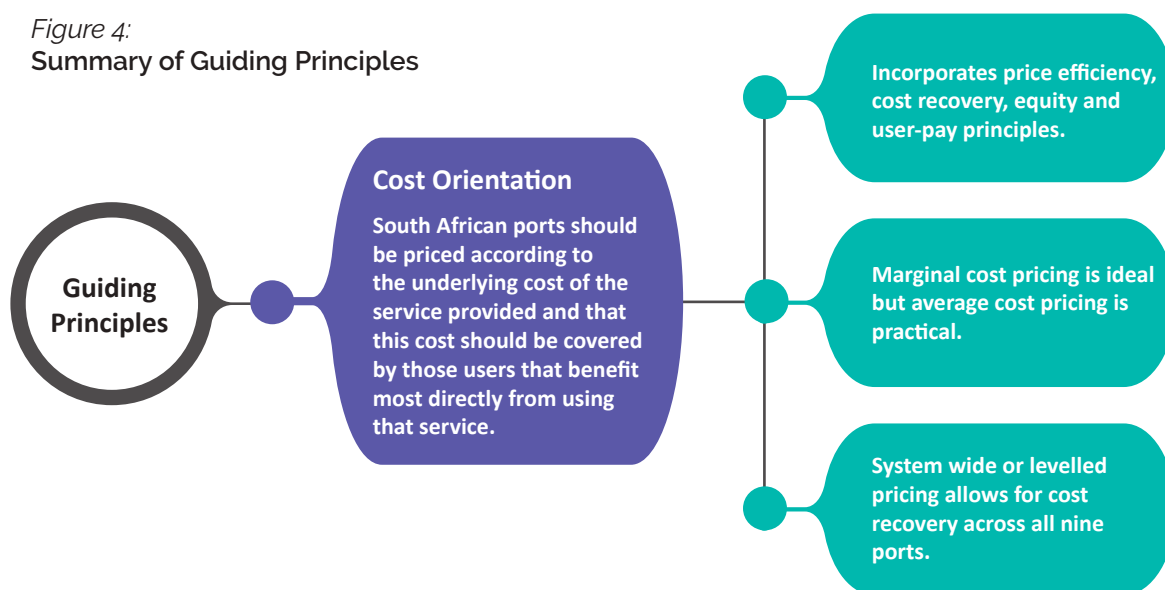 Figure 4:
Summary of Guiding Principles
Guiding
Principles
Cost Orientation
South African ports should
be priced according to
the underlying cost of the
service provided and that
this cost should be covered
by those users that benefit
most directly from using
that service.
Incorporates price efficiency,
cost recovery, equity and
user-pay principles.
Marginal cost pricing is ideal
but average cost pricing is
practical.
System wide or levelled
pricing allows for cost
recovery across all nine
ports.